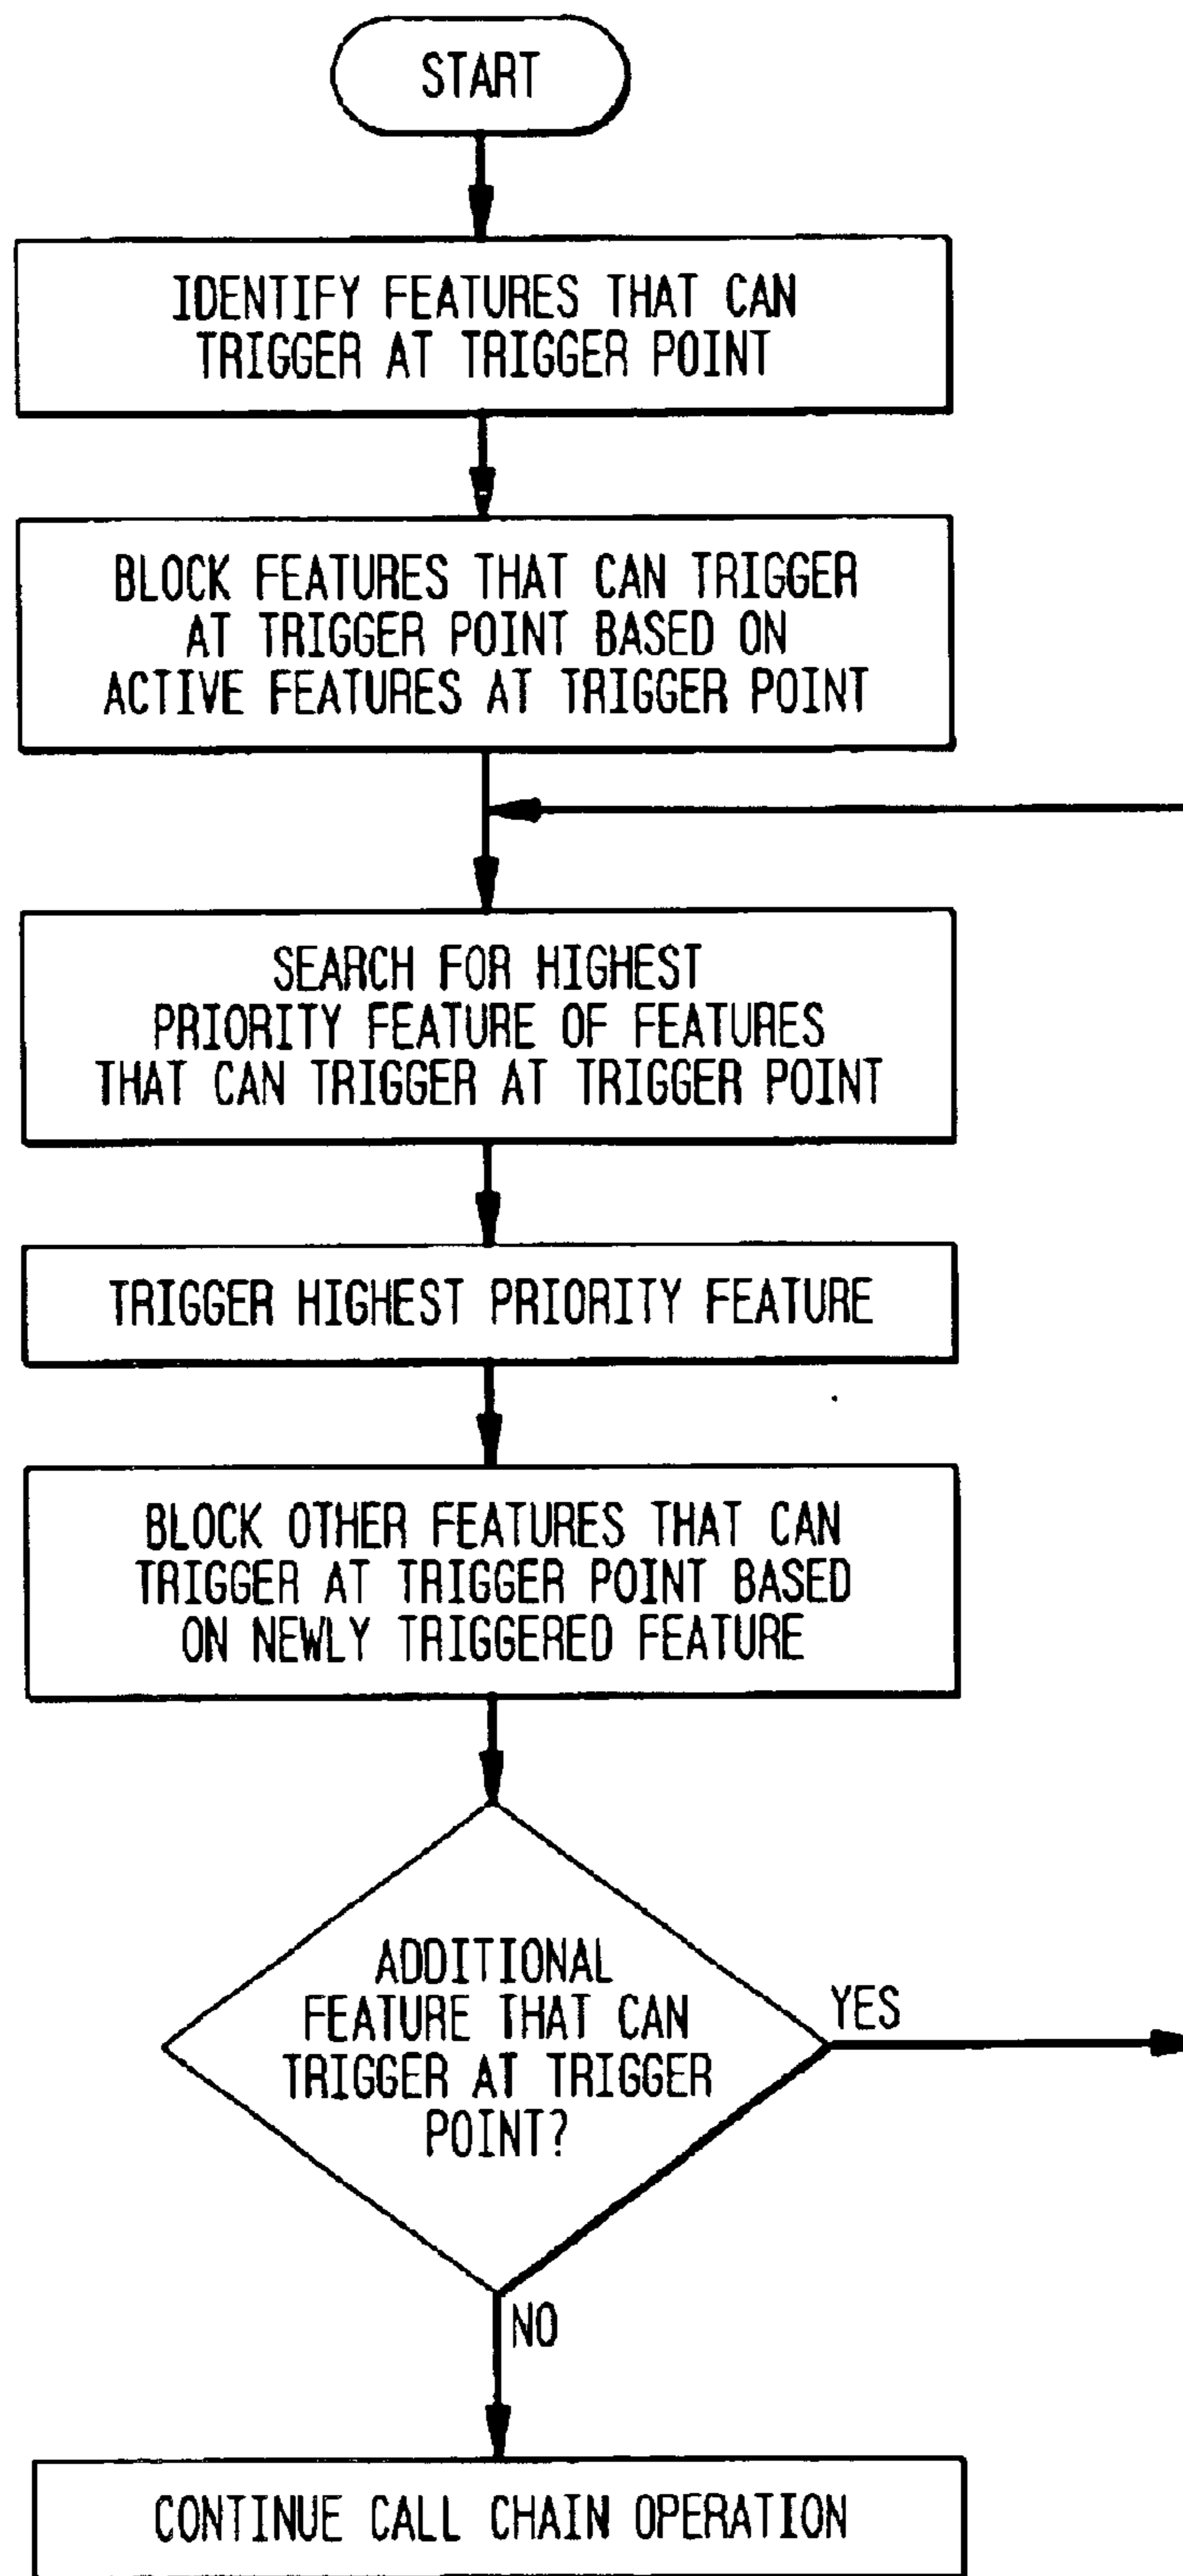 START
IDENTIFY FEATURES THAT CAN
TRIGGER AT TRIGGER POINT
BLOCK FEATURES THAT CAN TRIGGER
AT TRIGGER POINT BASED ON
ACTIVE FEATURES AT TRIGGER POINT
SEARCH FOR HIGHEST
PRIORITY FEATURE OF FEATURES
THAT CAN TRIGGER AT TRIGGER POINT
TRIGGER HIGHEST PRIORITY FEATURE
BLOCK OTHER FEATURES THAT CAN
TRIGGER AT TRIGGER POINT BASED
ON NEWLY TRIGGERED FEATURE
ADDITIONAL
FEATURE THAT CAN
TRIGGER AT TRIGGER
POINT?
YES
NO
CONTINUE CALL CHAIN OPERATION